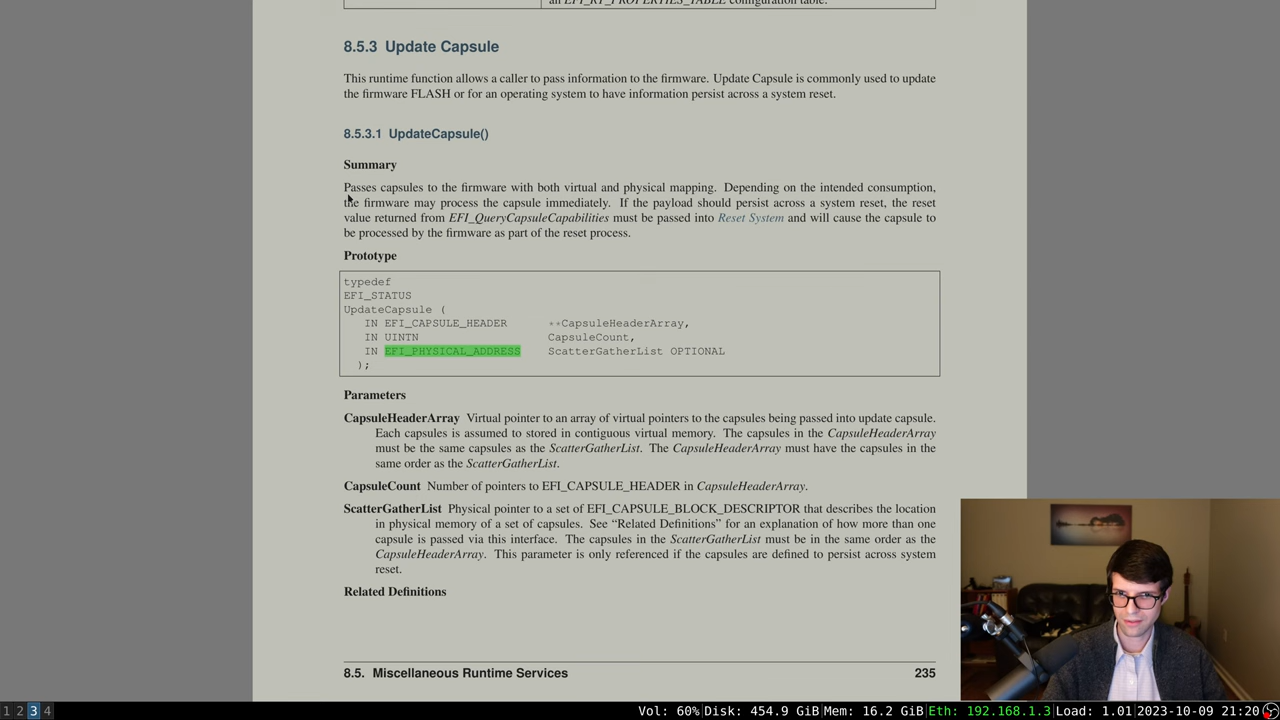 an EFI_RT_PROPERTIES_TABLE configuration table.
8.5.3 Update Capsule
This runtime function allows a caller to pass information to the firmware. Update Capsule is commonly used to update
the firmware FLASH or for an operating system to have information persist across a system reset.
8.5.3.1 UpdateCapsule()
Summary
Passes capsules to the firmware with both virtual and physical mapping. Depending on the intended consumption,
the firmware may process the capsule immediately. If the payload should persist across a system reset, the reset
value returned from EFI_QueryCapsuleCapabilities must be passed into Reset System and will cause the capsule to
be processed by the firmware as part of the reset process.
Prototype
typedef
EFI_STATUS
UpdateCapsule (
IN EFI_CAPSULE_HEADER **CapsuleHeaderArray,
IN UINTN CapsuleCount,
IN EFI_PHYSICAL_ADDRESS ScatterGatherList OPTIONAL
);
Parameters
CapsuleHeaderArray Virtual pointer to an array of virtual pointers to the capsules being passed into update capsule.
Each capsules is assumed to stored in contiguous virtual memory. The capsules in the CapsuleHeaderArray
must be the same capsules as the ScatterGatherList. The CapsuleHeaderArray must have the capsules in the
same order as the ScatterGatherList.
CapsuleCount Number of pointers to EFI_CAPSULE_HEADER in CapsuleHeaderArray.
ScatterGatherList Physical pointer to a set of EFI_CAPSULE_BLOCK_DESCRIPTOR that describes the location
in physical memory of a set of capsules. See “Related Definitions” for an explanation of how more than one
capsule is passed via this interface. The capsules in the ScatterGatherList must be in the same order as the
CapsuleHeaderArray. This parameter is only referenced if the capsules are defined to persist across system
reset.
Related Definitions
8.5. Miscellaneous Runtime Services 235
1 2 3 4 Vol: 60%|Disk: 454.9 GiB|Mem: 16.2 GiB|Eth: 192.168.1.3|Load: 1.01|2023-10-09 21:20